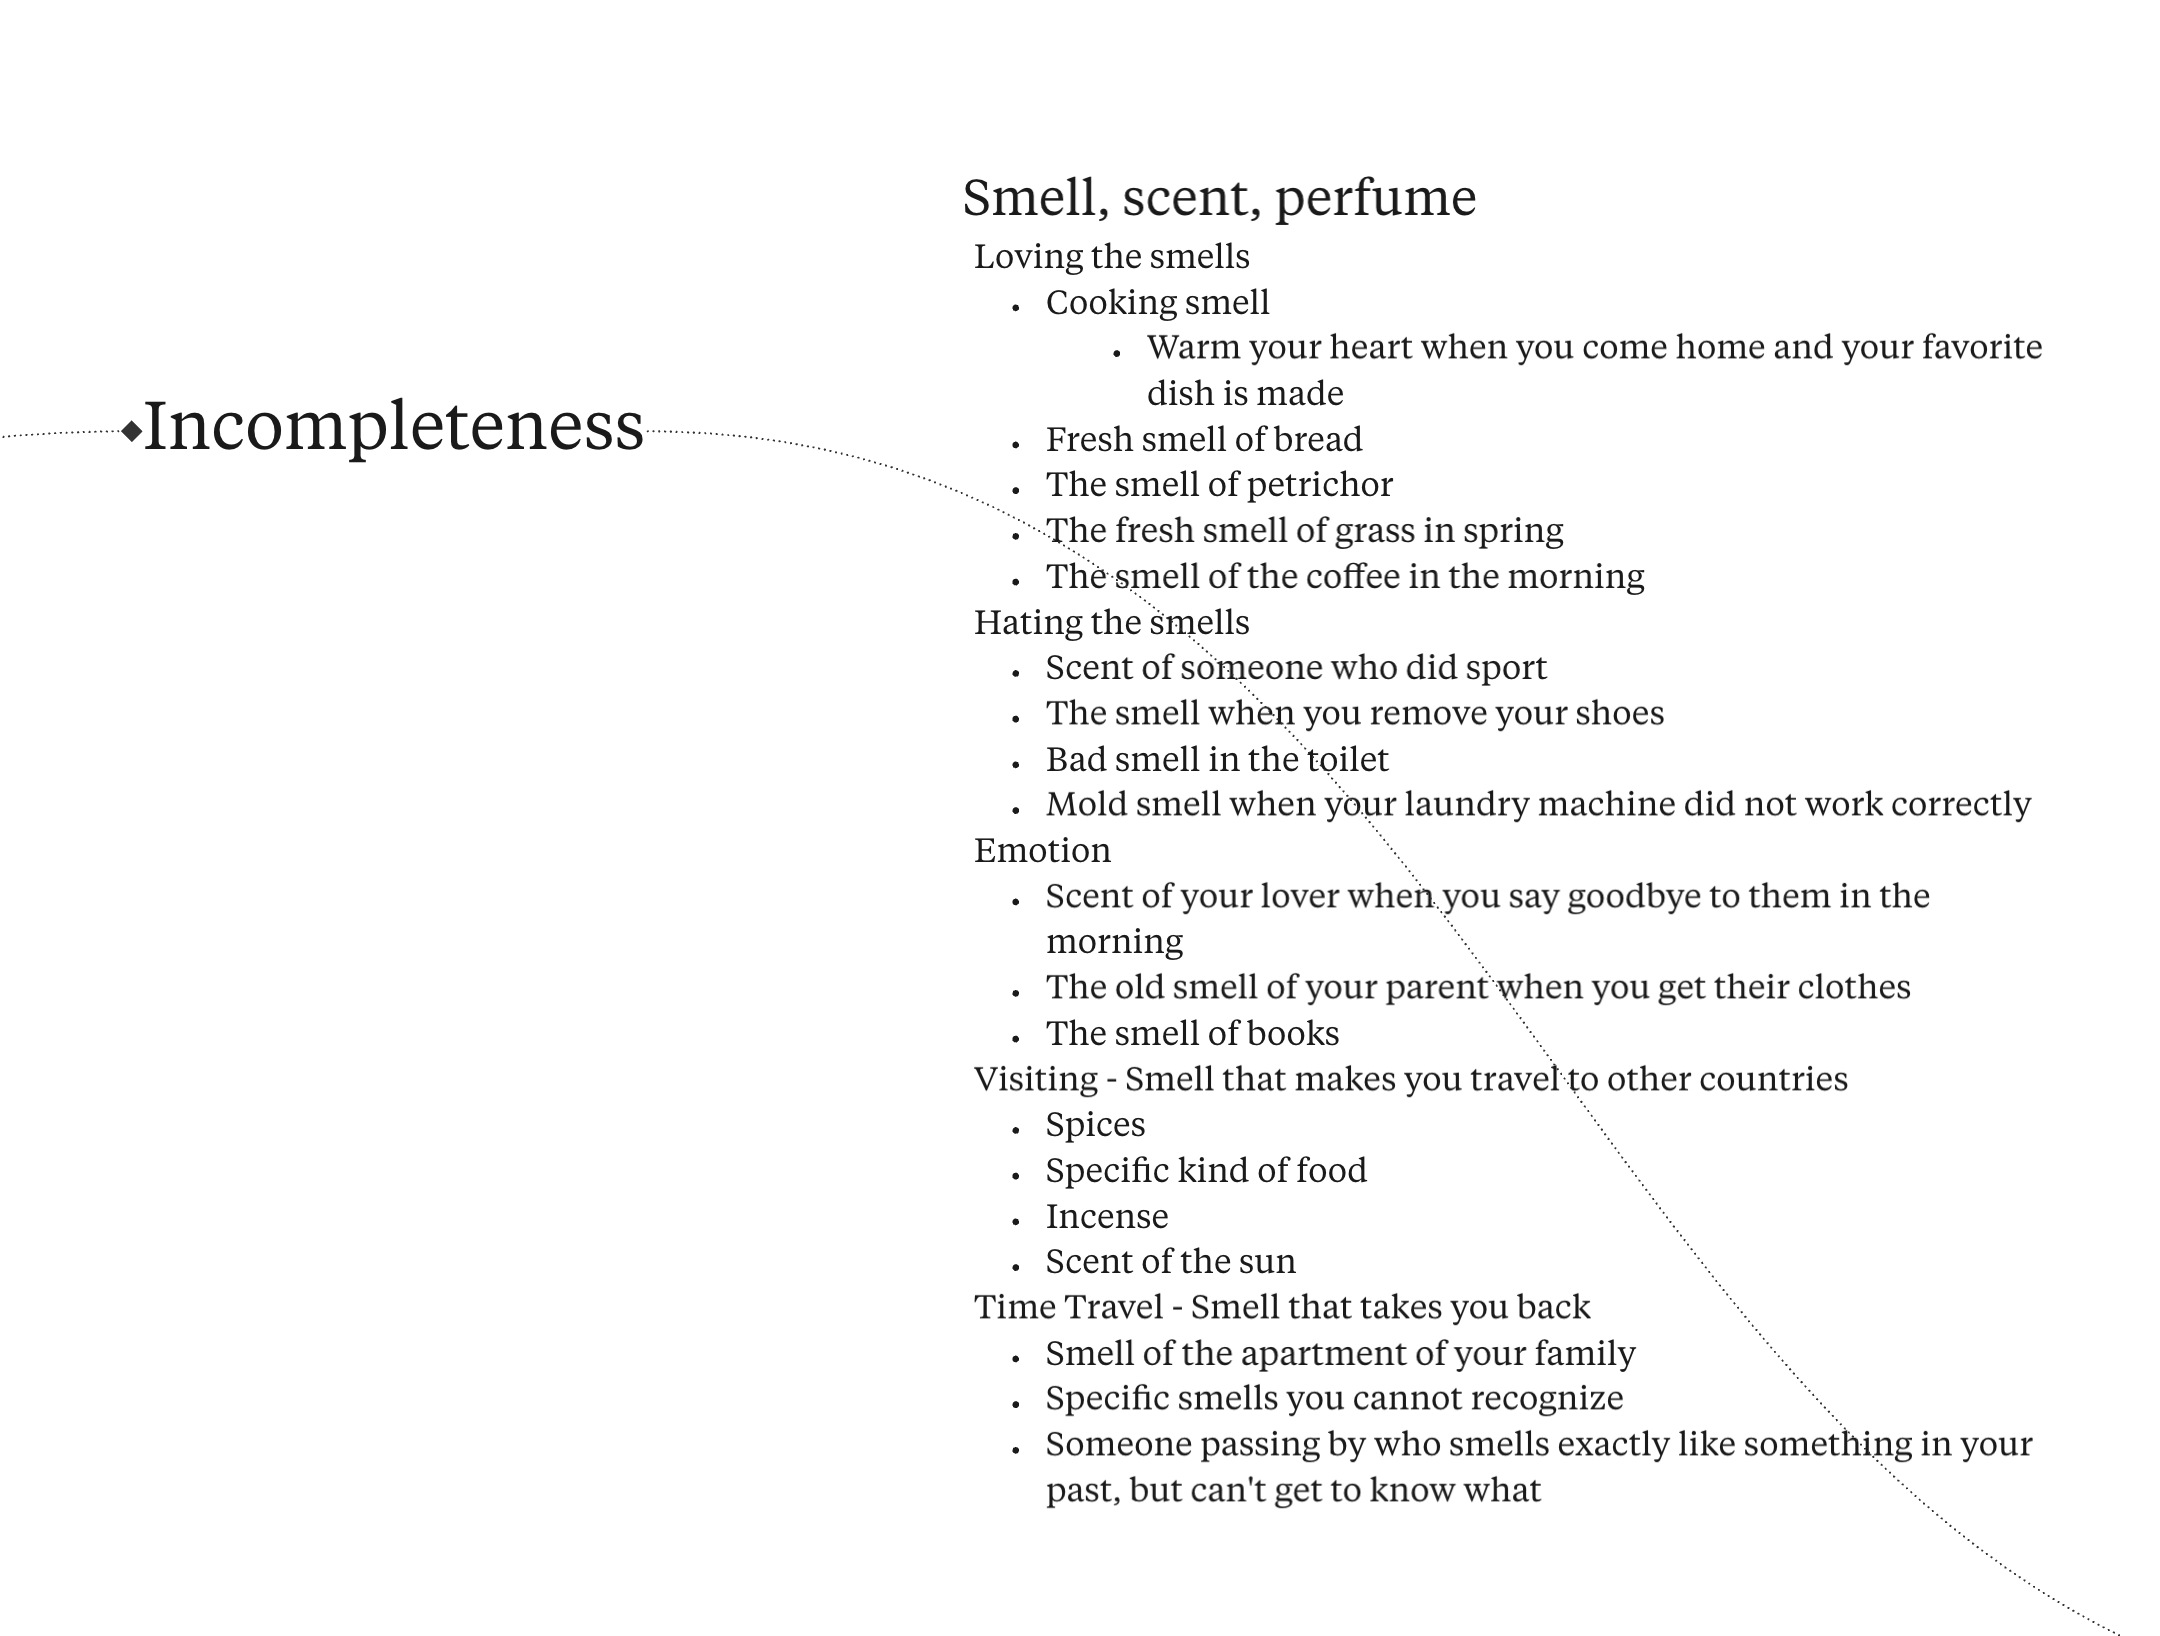 Incompleteness
Smell, scent, perfume
Loving the smells
• Cooking smell
• Warm your heart when you come home and your favorite
dish is made
• Fresh smell of bread
• The smell of petrichor
• The fresh smell of grass in spring
• The smell of the coffee in the morning
Hating the smells
• Scent of someone who did sport
• The smell when you remove your shoes
• Bad smell in the toilet
• Mold smell when your laundry machine did not work correctly
Emotion
• Scent of your lover when you say goodbye to them in the
morning
• The old smell of your parent when you get their clothes
• The smell of books
Visiting - Smell that makes you travel to other countries
• Spices
• Specific kind of food
• Incense
• Scent of the sun
Time Travel - Smell that takes you back
• Smell of the apartment of your family
• Specific smells you cannot recognize
• Someone passing by who smells exactly like something in your
past, but can't get to know what